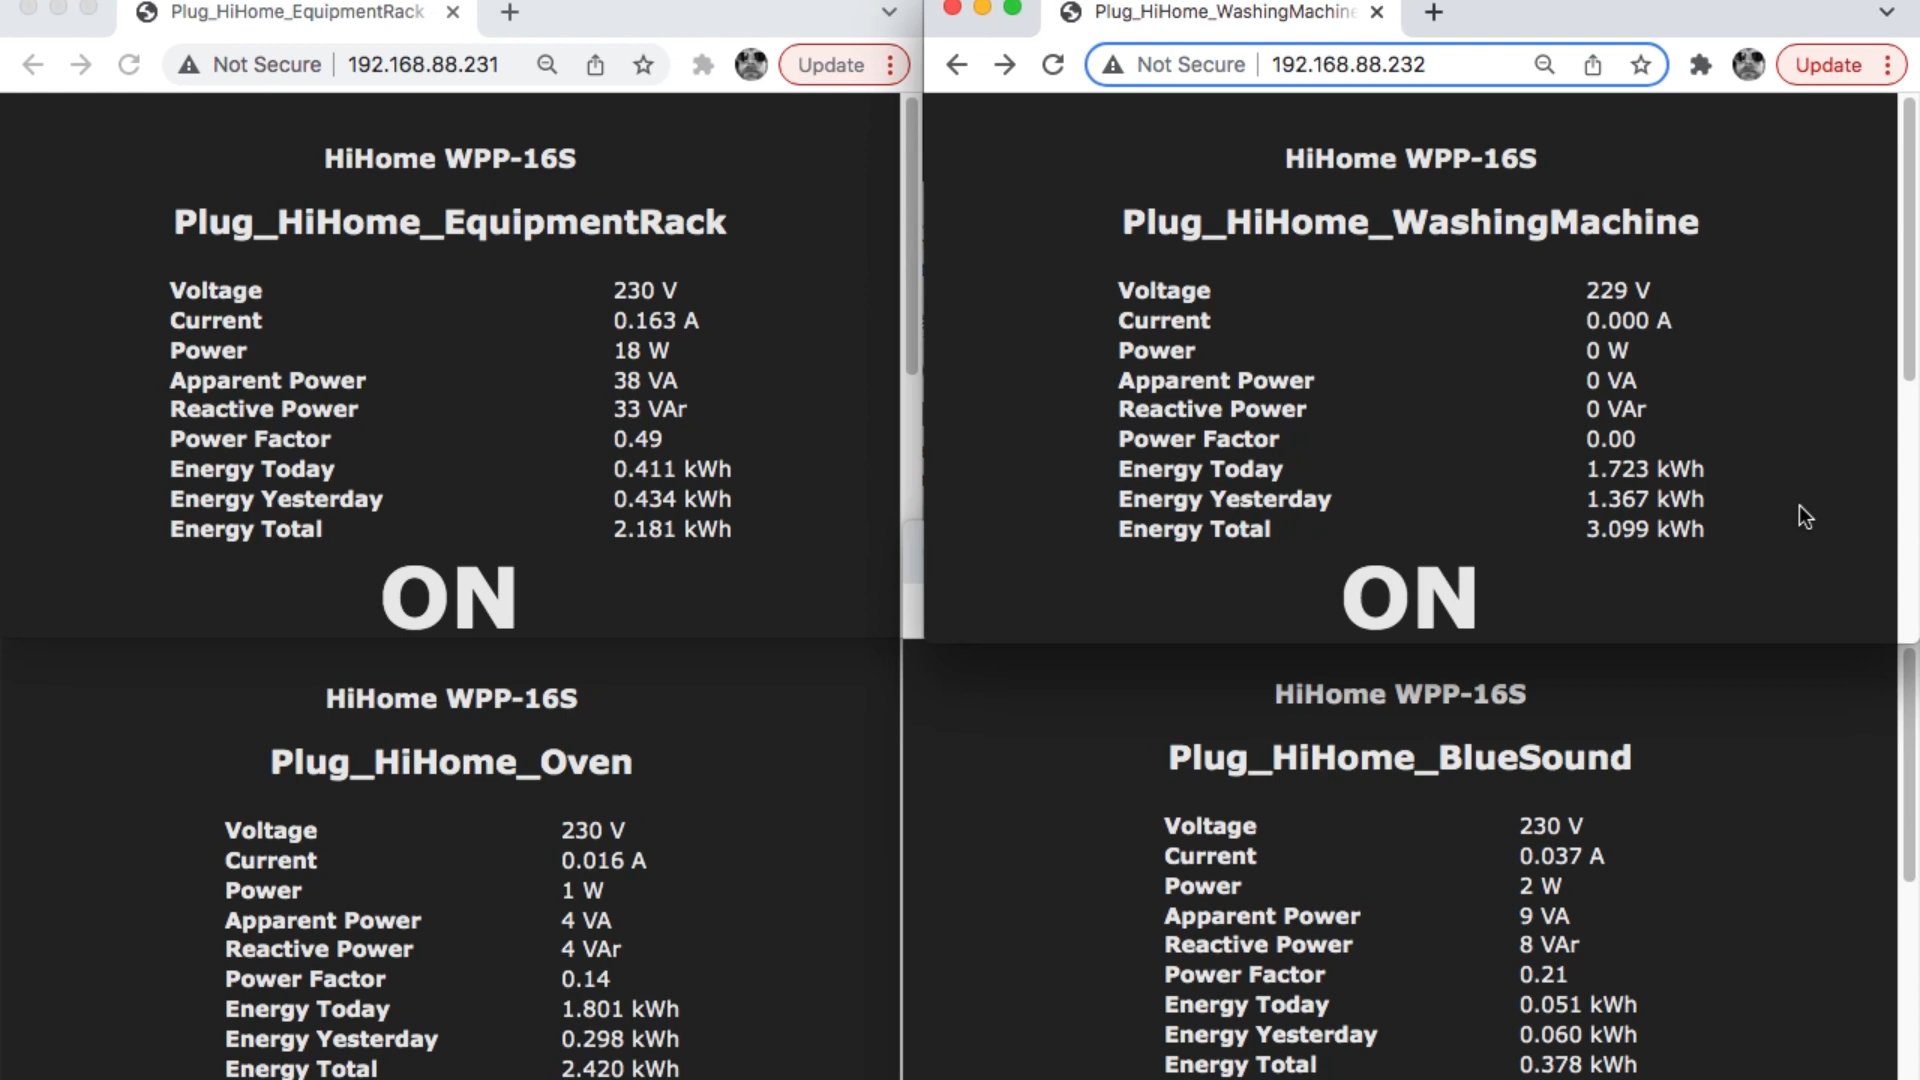 Plug_HiHome_EquipmentRack
Not Secure 192.168.88.231
Update
HiHome WPP-16S
Plug_HiHome_EquipmentRack
Voltage 230 V
Current 0.163 A
Power 18 W
Apparent Power 38 VA
Reactive Power 33 VAr
Power Factor 0.49
Energy Today 0.411 kWh
Energy Yesterday 0.434 kWh
Energy Total 2.181 kWh
ON
Plug_HiHome_WashingMachine
Not Secure 192.168.88.232
Update
HiHome WPP-16S
Plug_HiHome_WashingMachine
Voltage 229 V
Current 0.000 A
Power 0 W
Apparent Power 0 VA
Reactive Power 0 VAr
Power Factor 0.00
Energy Today 1.723 kWh
Energy Yesterday 1.367 kWh
Energy Total 3.099 kWh
ON
HiHome WPP-16S
Plug_HiHome_Oven
Voltage 230 V
Current 0.016 A
Power 1 W
Apparent Power 4 VA
Reactive Power 4 VAr
Power Factor 0.14
Energy Today 1.801 kWh
Energy Yesterday 0.298 kWh
Energy Total 2.420 kWh
HiHome WPP-16S
Plug_HiHome_BlueSound
Voltage 230 V
Current 0.037 A
Power 2 W
Apparent Power 9 VA
Reactive Power 8 VAr
Power Factor 0.21
Energy Today 0.051 kWh
Energy Yesterday 0.060 kWh
Energy Total 0.378 kWh